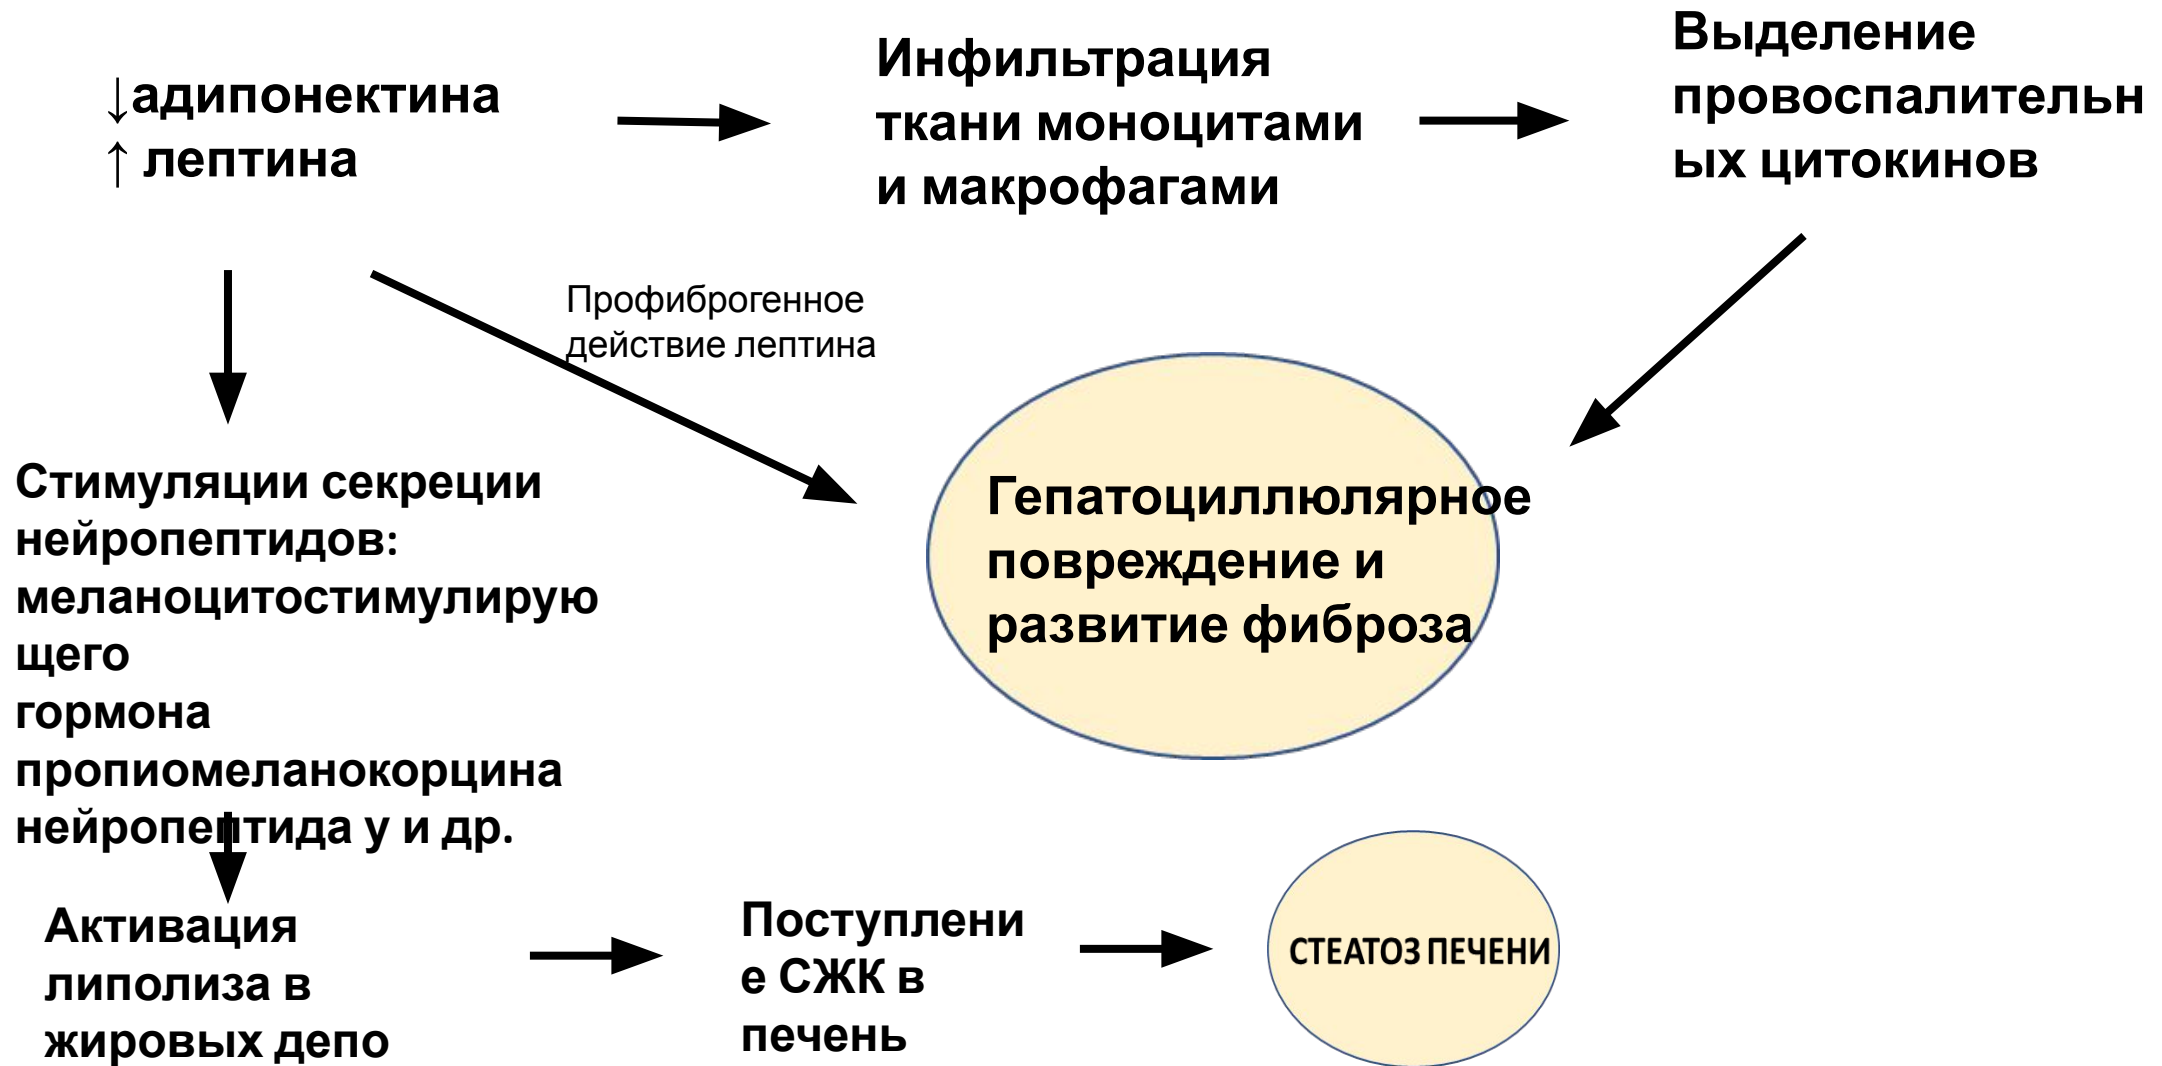 ↓адипонектина
↑ лептина
Инфильтрация
ткани моноцитами
и макрофагами
Выделение
провоспалительн
ых цитокинов
Профиброгенное
действие лептина
Стимуляции секреции
нейропептидов:
меланоцитостимулирую
щего
гормона
пропиомеланокорцина
нейропептида у и др.
Гепатоциллюлярное
повреждение и
развитие фиброза
Активация
липолиза в
жировых депо
Поступлени
е СЖК в
печень
СТЕАТОЗ ПЕЧЕНИ